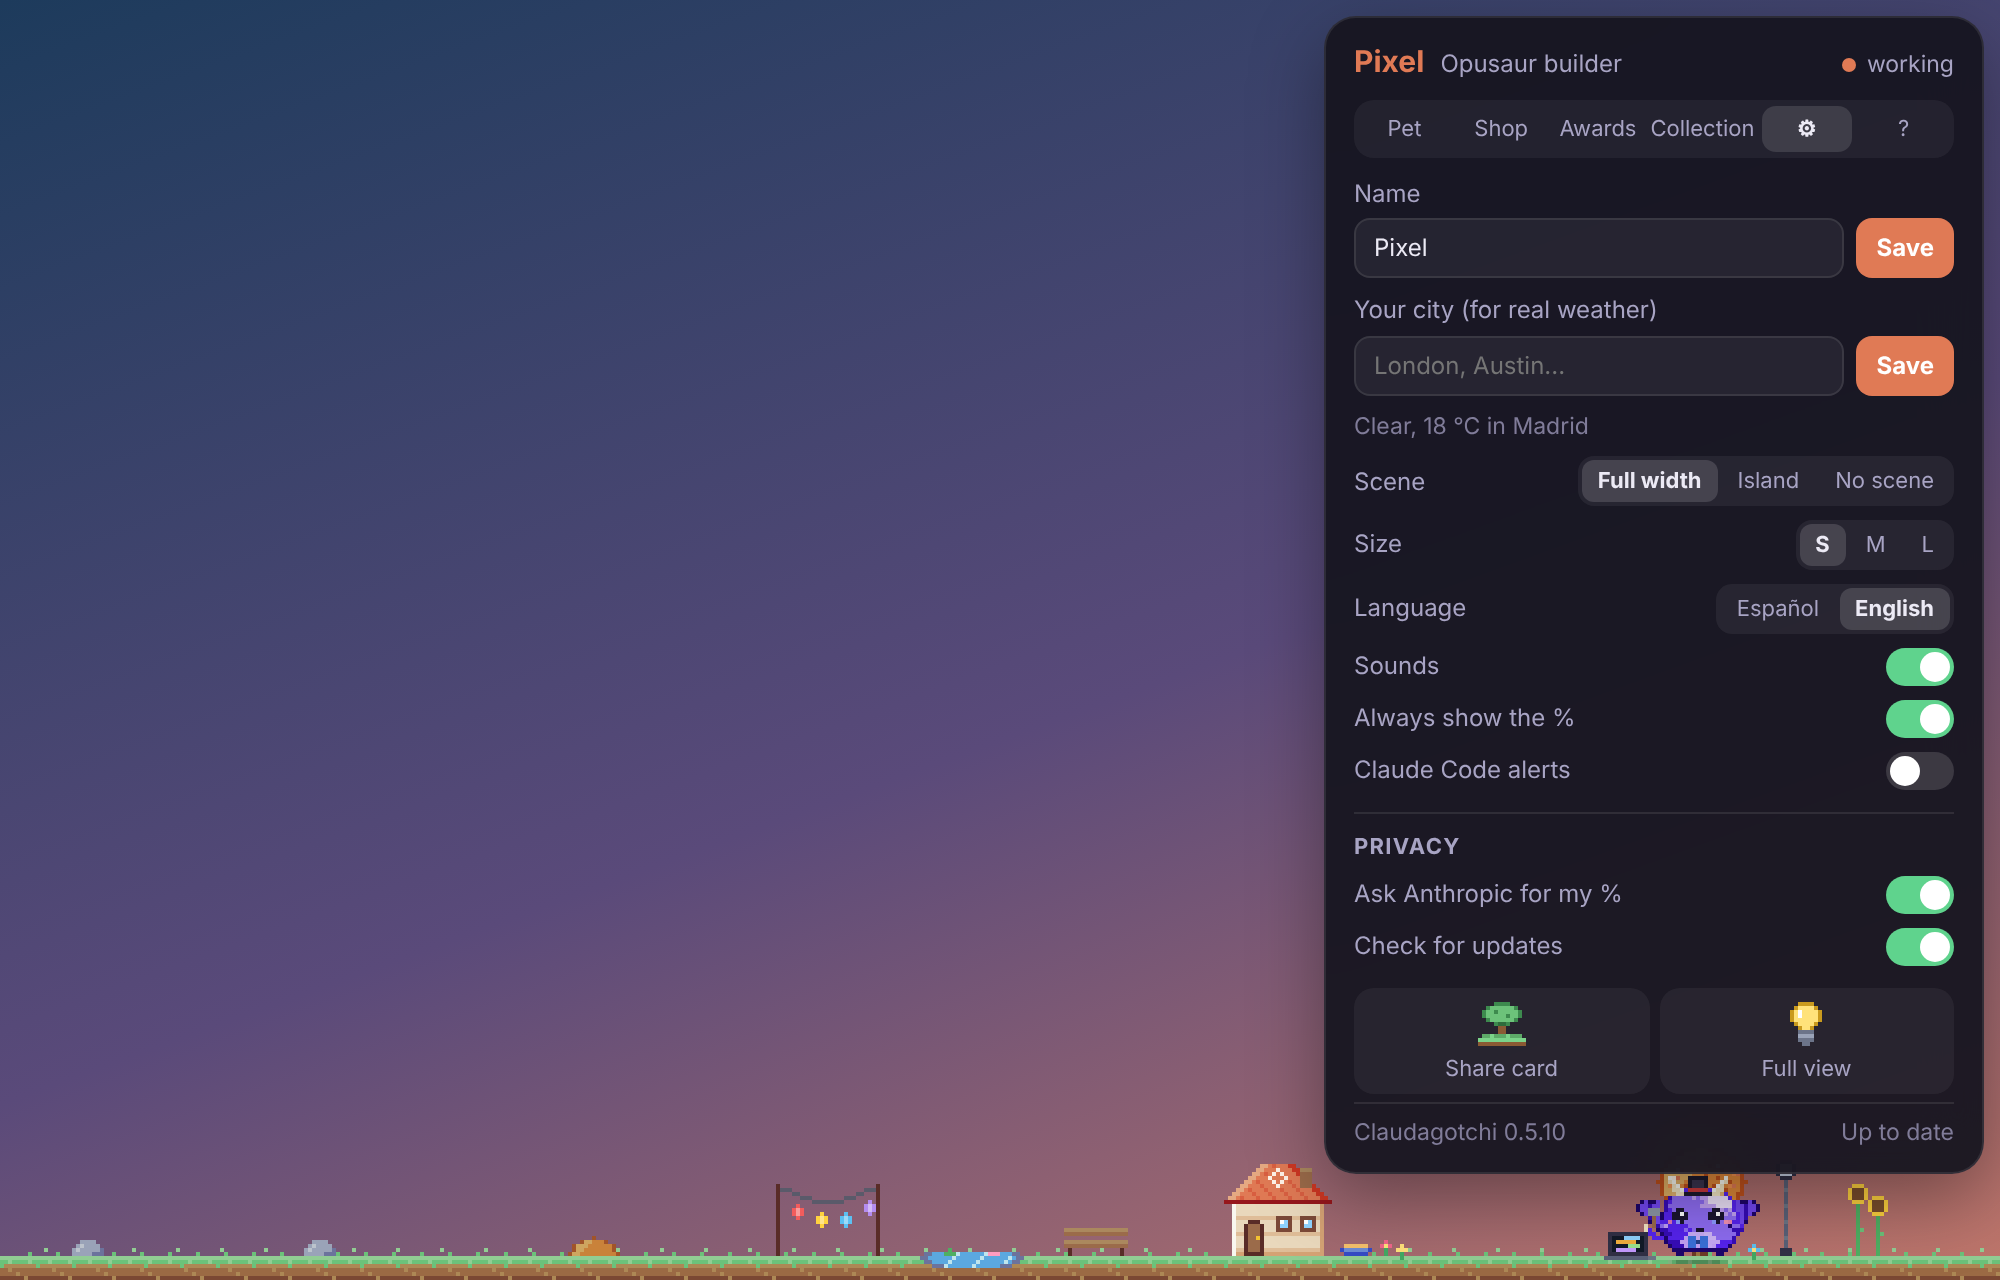 Pixel Opusaur builder working
Pet Shop Awards Collection ?
Name
Pixel Save
Your city (for real weather)
London, Austin... Save
Clear, 18 °C in Madrid
Scene Full width Island No scene
Size S M L
Language Español English
Sounds
Always show the %
Claude Code alerts
PRIVACY
Ask Anthropic for my %
Check for updates
Share card Full view
Claudagotchi 0.5.10 Up to date